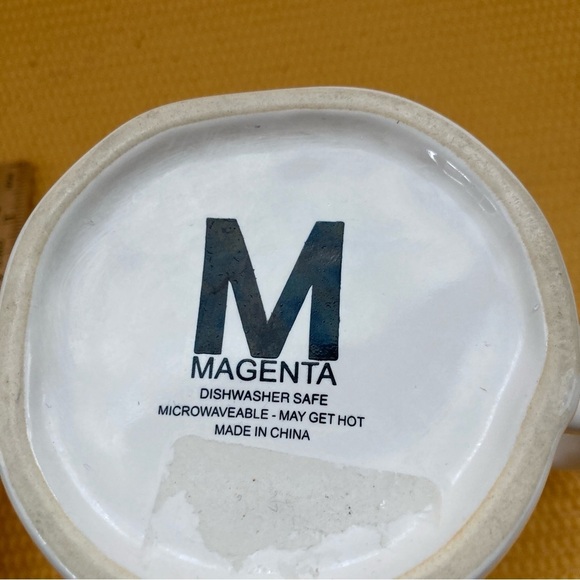 M
MAGENTA
DISHWASHER SAFE
MICROWAVEABLE - MAY GET HOT
MADE IN CHINA